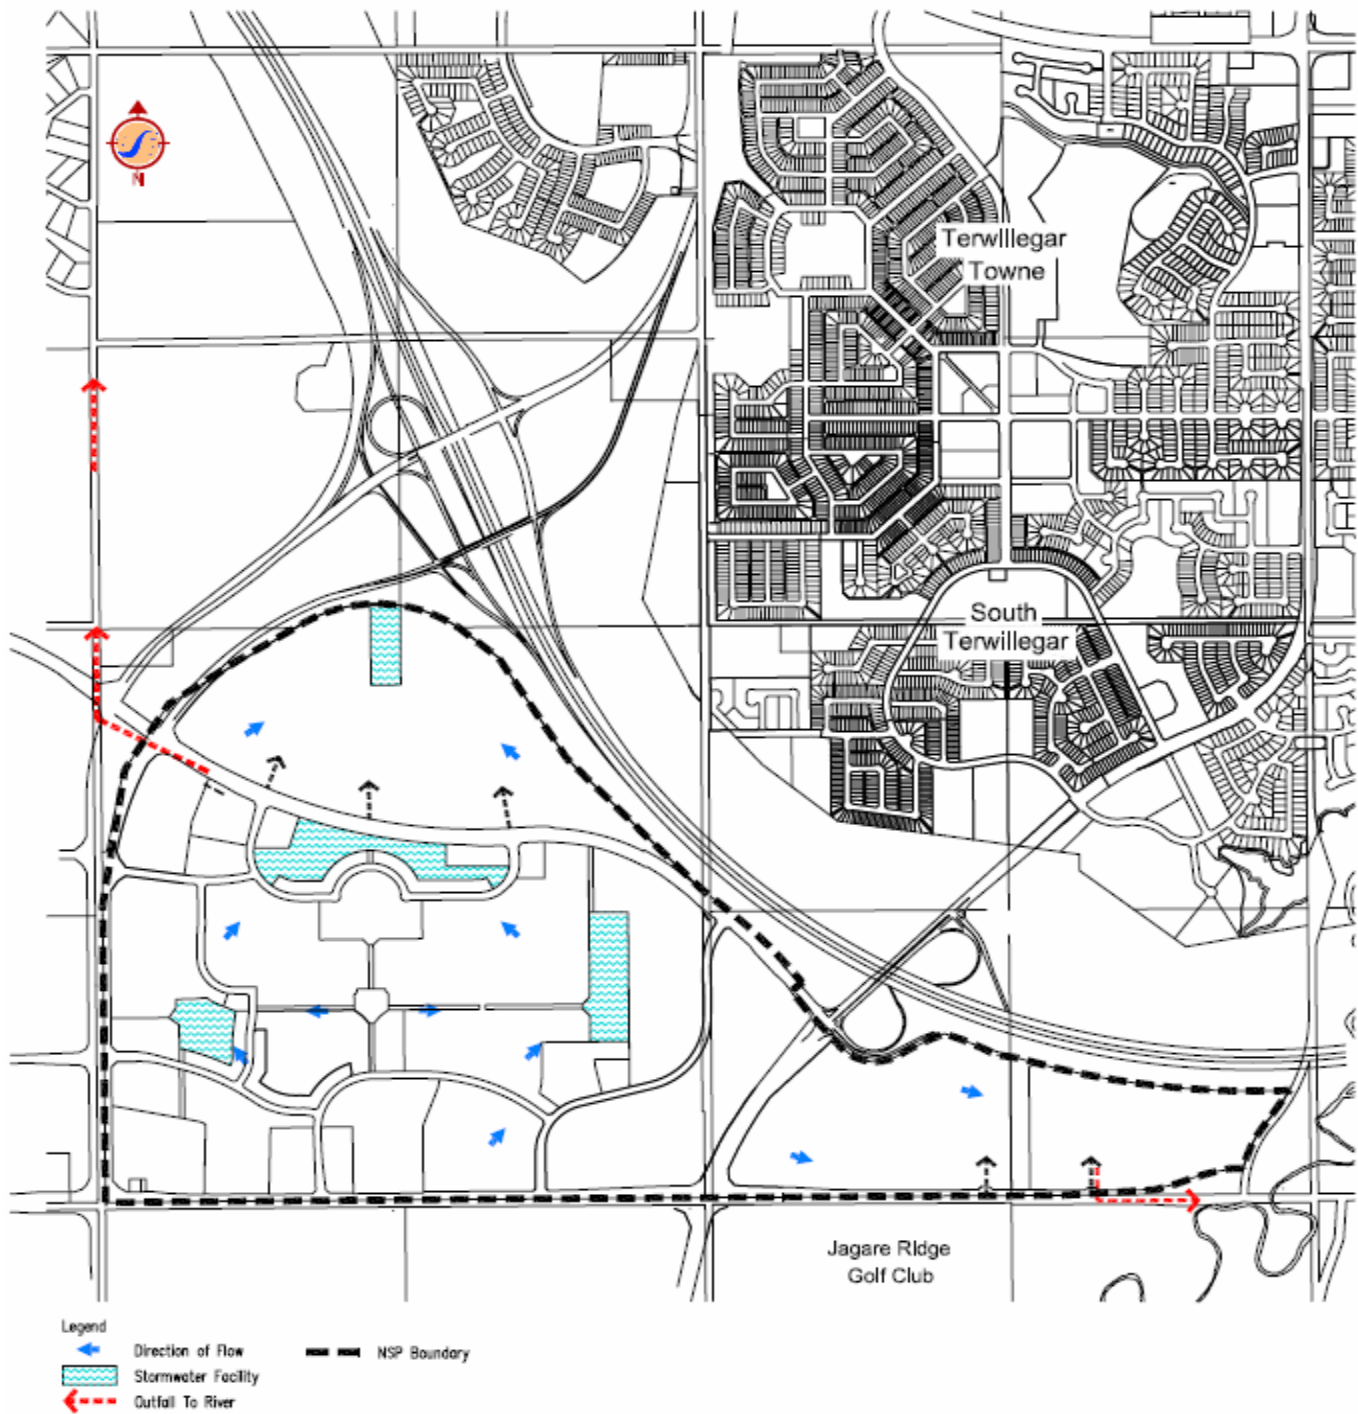 N
Terwillegar
Towne
South
Terwillegar
Jagare Ridge
Golf Club
Legend
Direction of Flow
NSP Boundary
Stormwater Facility
Outfall To River